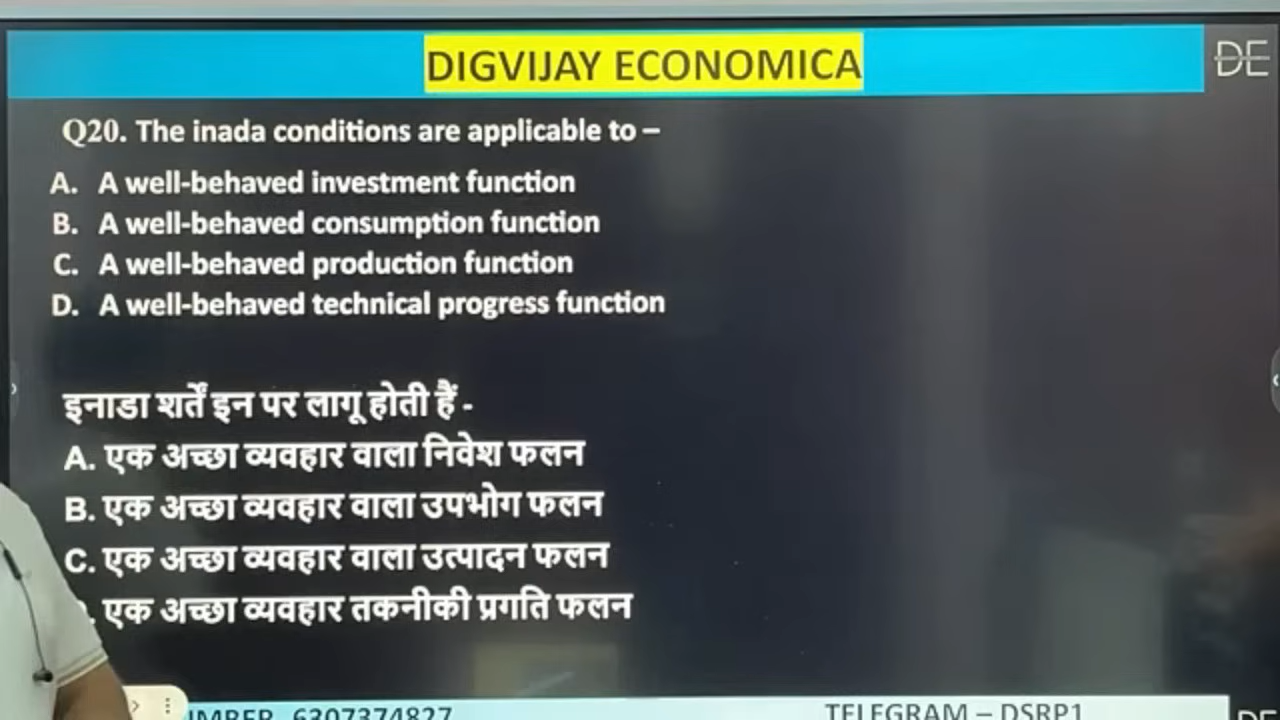 DIGVIJAY ECONOMICA
DE
Q20. The inada conditions are applicable to –
A. A well-behaved investment function
B. A well-behaved consumption function
C. A well-behaved production function
D. A well-behaved technical progress function
इनाडा शर्तें इन पर लागू होती हैं -
A. एक अच्छा व्यवहार वाला निवेश फलन
B. एक अच्छा व्यवहार वाला उपभोग फलन
C. एक अच्छा व्यवहार वाला उत्पादन फलन
एक अच्छा व्यवहार तकनीकी प्रगति फलन
6307374827
TELEGRAM – DSRP1
DE